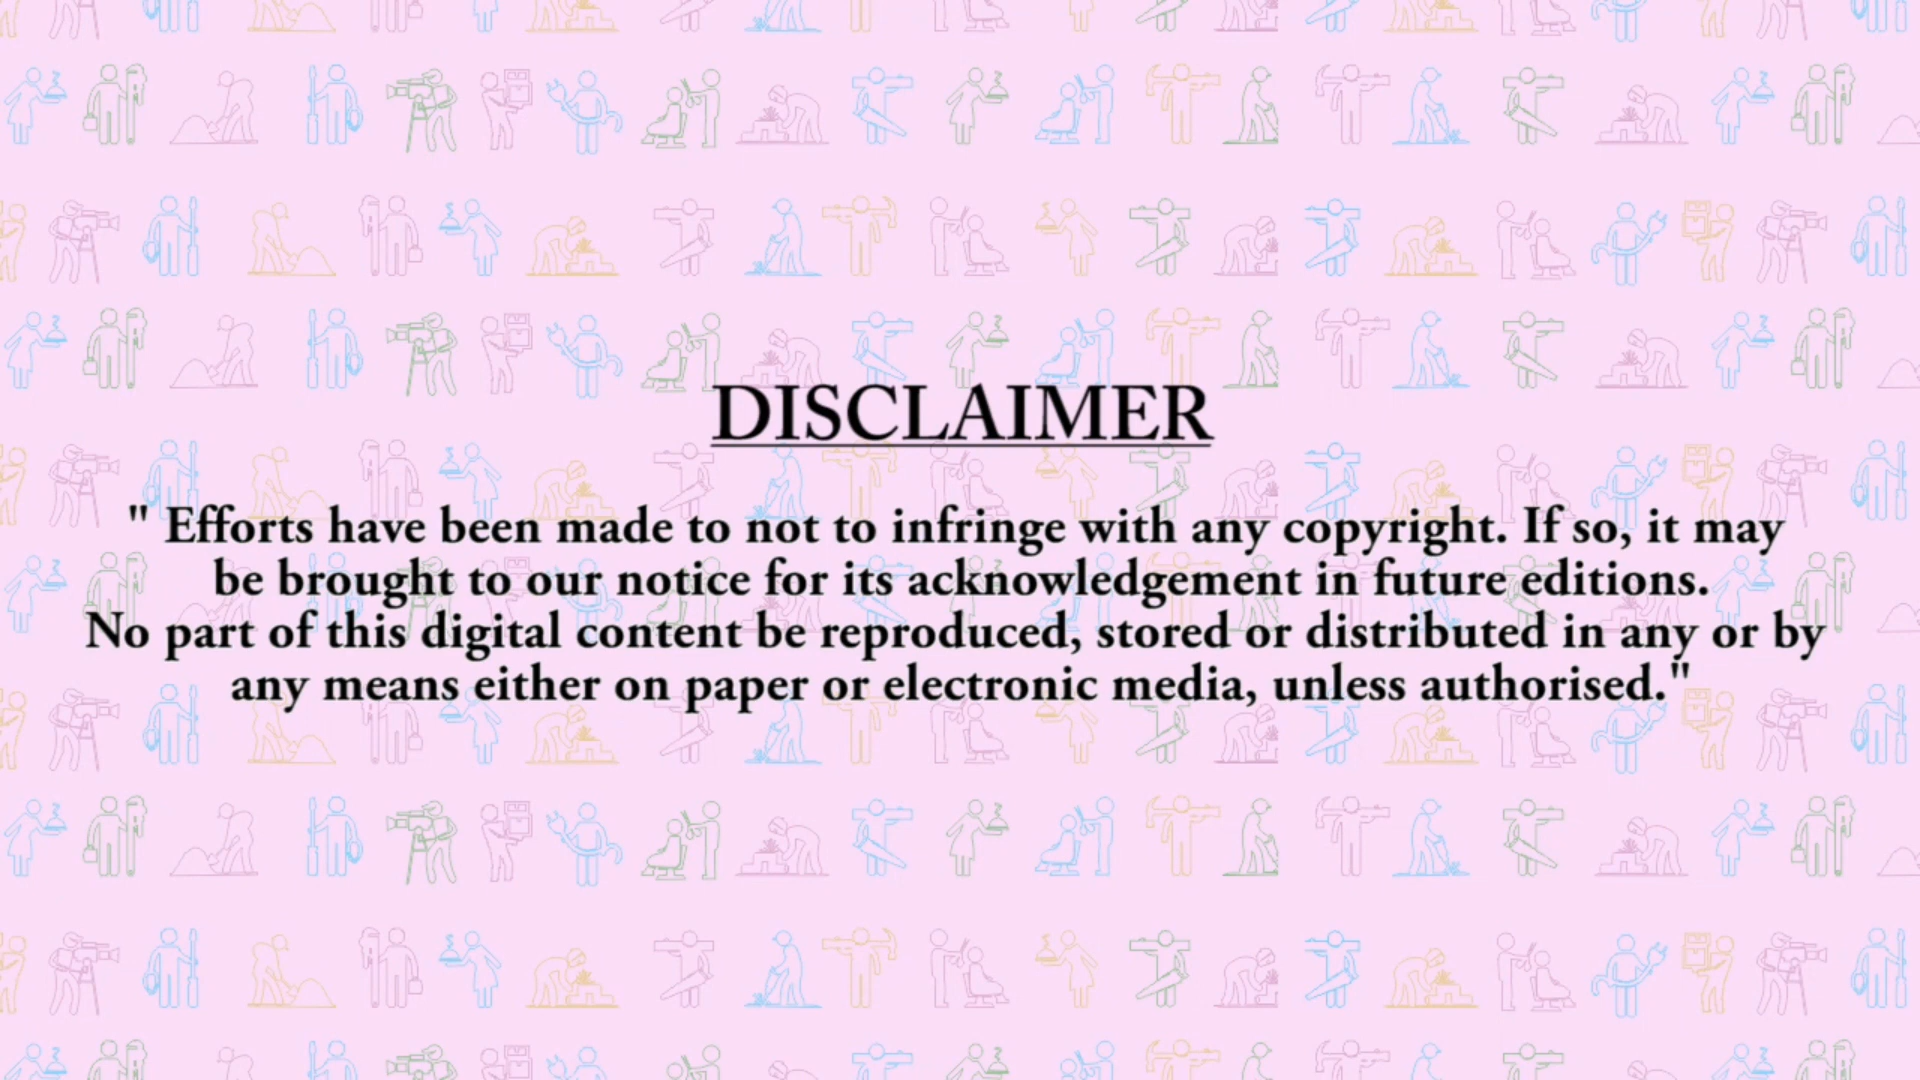 DISCLAIMER
" Efforts have been made to not to infringe with any copyright. If so, it may
be brought to our notice for its acknowledgement in future editions.
No part of this digital content be reproduced, stored or distributed in any or by
any means either on paper or electronic media, unless authorised."